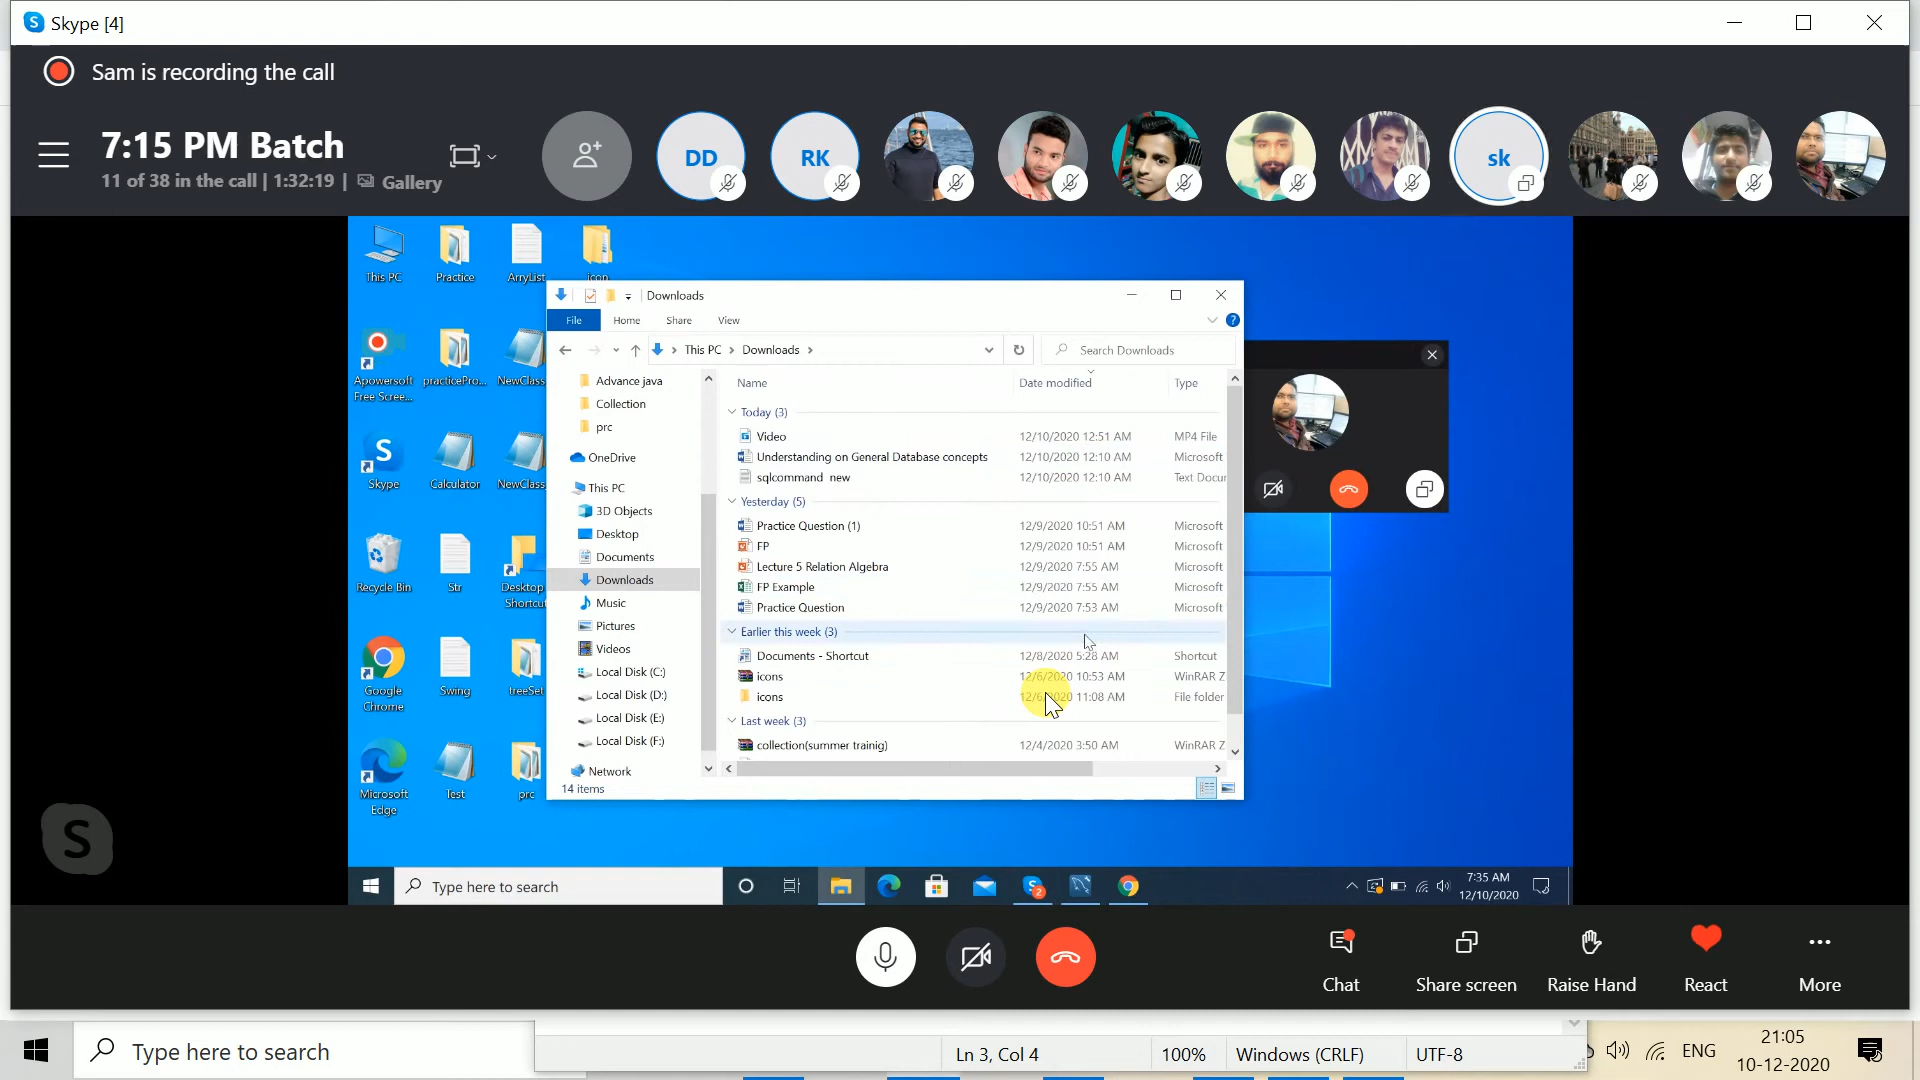 Skype [4]
Sam is recording the call
7:15 PM Batch
11 of 38 in the call | 1:32:19 | Gallery
DD
RK
sk
This PC
Practice
ArryList
icon
Apowersoft
Free Scree...
practicePro...
NewClass
Skype
Calculator
NewClass
Recycle Bin
Str
Desktop
Shortcut
Google
Chrome
Swing
treeSet
Microsoft
Edge
Test
prc
Downloads
File Home Share View
This PC Downloads
Search Downloads
Advance java
Collection
prc
OneDrive
This PC
3D Objects
Desktop
Documents
Downloads
Music
Pictures
Videos
Local Disk (C:)
Local Disk (D:)
Local Disk (E:)
Local Disk (F:)
Network
14 items
Name Date modified Type
Today (3)
Video 12/10/2020 12:51 AM MP4 File
Understanding on General Database concepts 12/10/2020 12:10 AM Microsoft
sqlcommand new 12/10/2020 12:10 AM Text Docur
Yesterday (5)
Practice Question (1) 12/9/2020 10:51 AM Microsoft
FP 12/9/2020 10:51 AM Microsoft
Lecture 5 Relation Algebra 12/9/2020 7:55 AM Microsoft
FP Example 12/9/2020 7:55 AM Microsoft
Practice Question 12/9/2020 7:53 AM Microsoft
Earlier this week (3)
Documents - Shortcut 12/8/2020 5:28 AM Shortcut
icons 12/6/2020 10:53 AM WinRAR Z
icons 12/6/2020 11:08 AM File folder
Last week (3)
collection(summer trainig) 12/4/2020 3:50 AM WinRAR Z
Type here to search
2
7:35 AM
12/10/2020
Chat
Share screen
Raise Hand
React
More
Type here to search
Ln 3, Col 4
100%
Windows (CRLF)
UTF-8
ENG
21:05
10-12-2020